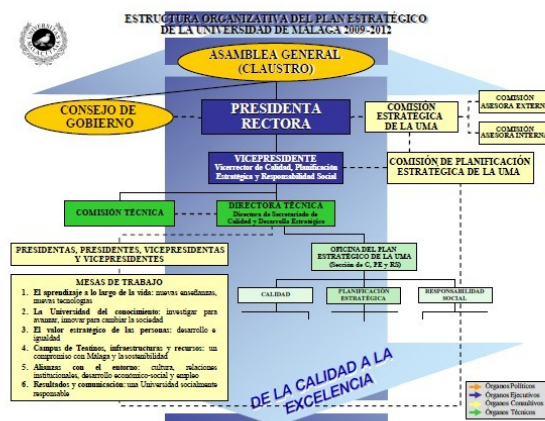 ESTRUCTURA ORGANIZATIVA DEL PLAN ESTRATÉGICO
DE LA UNIVERSIDAD DE MÁLAGA 2009-2012
ASAMBLEA GENERAL
(CLAUSTRO)
CONSEJO DE
GOBIERNO
PRESIDENTA
RECTORA
COMISIÓN
ESTRATÉGICA
DE LA UMA
COMISIÓN
ASESORA EXTERN
COMISIÓN
ASESORA INTERNA
VICEPRESIDENTE
Vicerrector de Calidad, Planificación
Estratégica y Responsabilidad Social
COMISIÓN DE PLANIFICACIÓN
ESTRATÉGICA DE LA UMA
COMISIÓN TÉCNICA
DIRECTORA TÉCNICA
Directora de Secretariado de
Calidad y Desarrollo Estratégico
PRESIDENTAS, PRESIDENTES, VICEPRESIDENTAS
Y VICEPRESIDENTES
OFICINA DEL PLAN
ESTRATÉGICO DE LA UMA
(Sección de C, PE y RS)
MESAS DE TRABAJO
1. El aprendizaje a lo largo de la vida: nuevas enseñanzas,
nuevas tecnologías
2. La Universidad del conocimiento: investigar para
avanzar, innovar para cambiar la sociedad
3. El valor estratégico de las personas: desarrollo e
igualdad
4. Campus de Teatinos, infraestructuras y recursos: un
compromiso con Málaga y la sostenibilidad
5. Alianzas con el entorno: cultura, relaciones
institucionales, desarrollo económico-social y empleo
6. Resultados y comunicación: una Universidad socialmente
responsable
CALIDAD
PLANIFICACIÓN
ESTRATÉGICA
RESPONSABILIDAD
SOCIAL
DE LA CALIDAD A LA
EXCELENCIA
Órganos Políticos
Órganos Ejecutivos
Órganos Consultivos
Órganos Técnicos